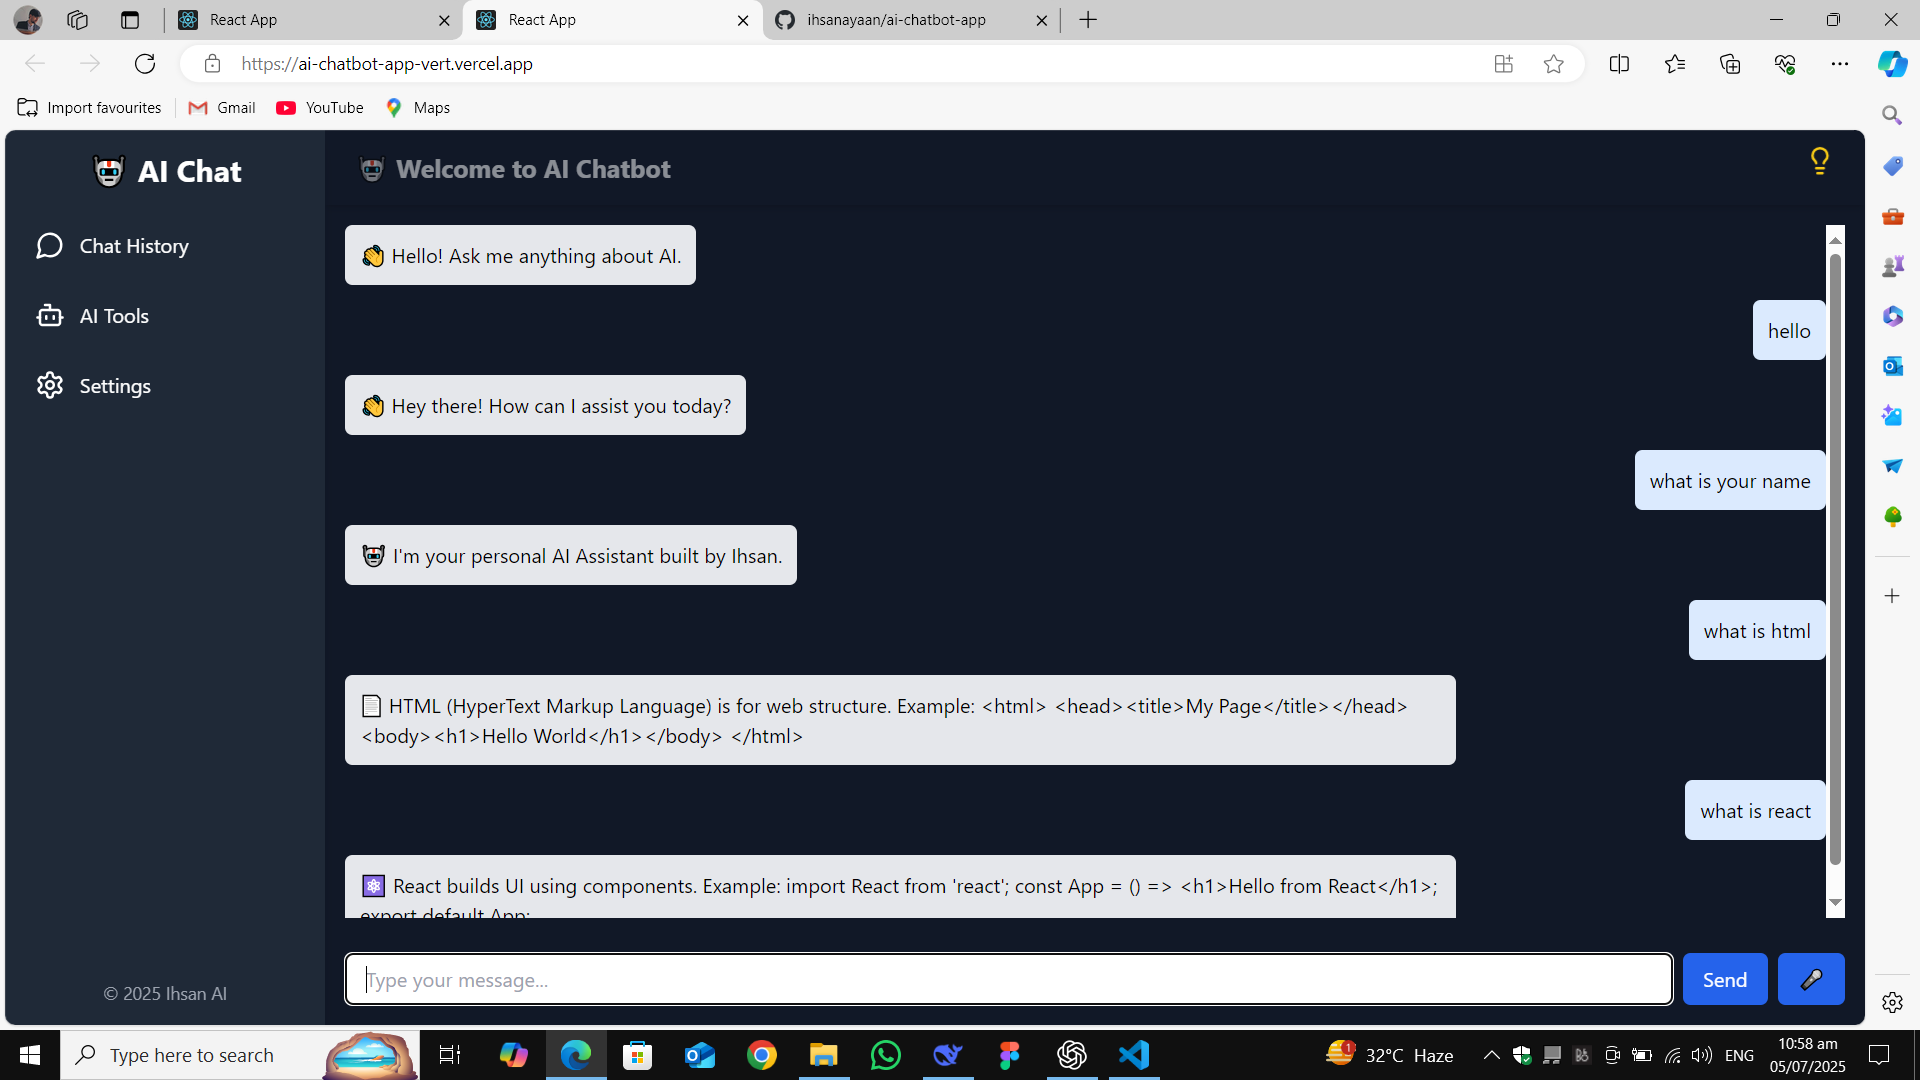 React App
React App
ihsanayaan/ai-chatbot-app
https://ai-chatbot-app-vert.vercel.app
Import favourites
Gmail
YouTube
Maps
AI Chat
Chat History
AI Tools
Settings
© 2025 Ihsan AI
Welcome to AI Chatbot
👋 Hello! Ask me anything about AI.
hello
👋 Hey there! How can I assist you today?
what is your name
🤖 I'm your personal AI Assistant built by Ihsan.
what is html
📄 HTML (HyperText Markup Language) is for web structure. Example: <html> <head><title>My Page</title></head>
<body><h1>Hello World</h1></body> </html>
what is react
⚛️ React builds UI using components. Example: import React from 'react'; const App = () => <h1>Hello from React</h1>;
export default App;
Type your message...
Send
Type here to search
1
32°C Haze
ENG
10:58 am
05/07/2025